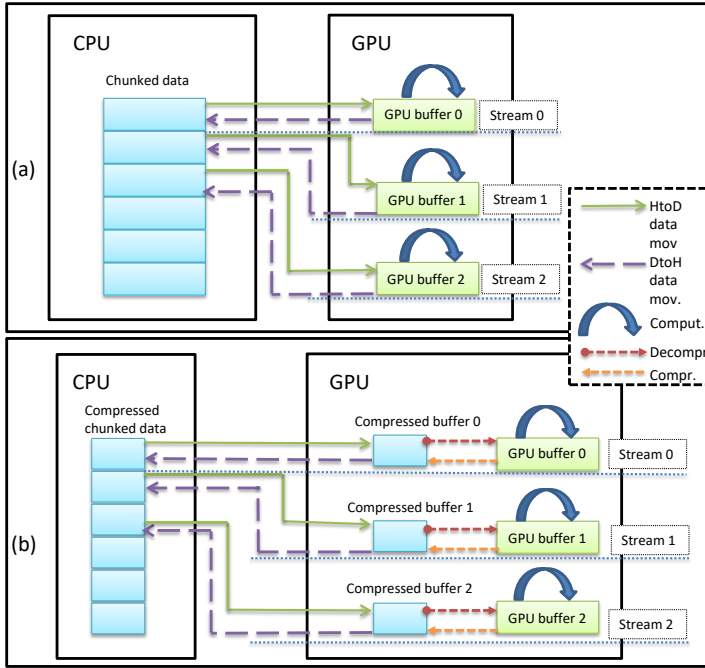 CPU
GPU
Chunked data
GPU buffer 0
Stream 0
(a)
GPU buffer 1
Stream 1
GPU buffer 2
Stream 2
HtoD
data
mov
DtoH
data
mov.
Comput.
Decompr
Compr.
CPU
GPU
Compressed
chunked data
Compressed buffer 0
GPU buffer 0
Stream 0
(b)
Compressed buffer 1
GPU buffer 1
Stream 1
Compressed buffer 2
GPU buffer 2
Stream 2